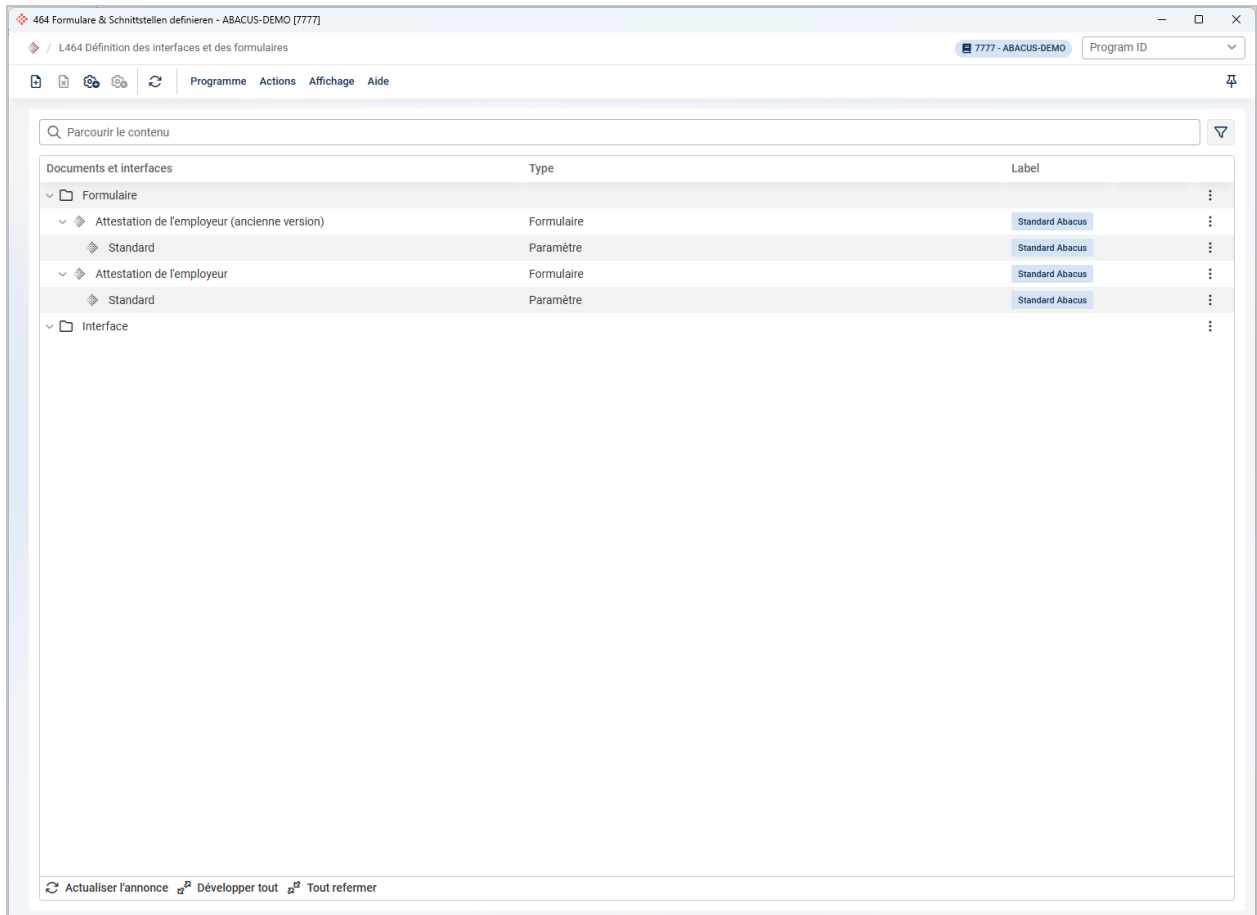 464 Formulare & Schnittstellen definieren - ABACUS-DEMO [7777]
/ L464 Définition des interfaces et des formulaires 7777 - ABACUS-DEMO Program ID
Programme Actions Affichage Aide
Parcourir le contenu
Documents et interfaces Type Label
Formulaire
Attestation de l'employeur (ancienne version) Formulaire Standard Abacus
Standard Paramètre Standard Abacus
Attestation de l'employeur Formulaire Standard Abacus
Standard Paramètre Standard Abacus
Interface
Actualiser l'annonce Développer tout Tout refermer